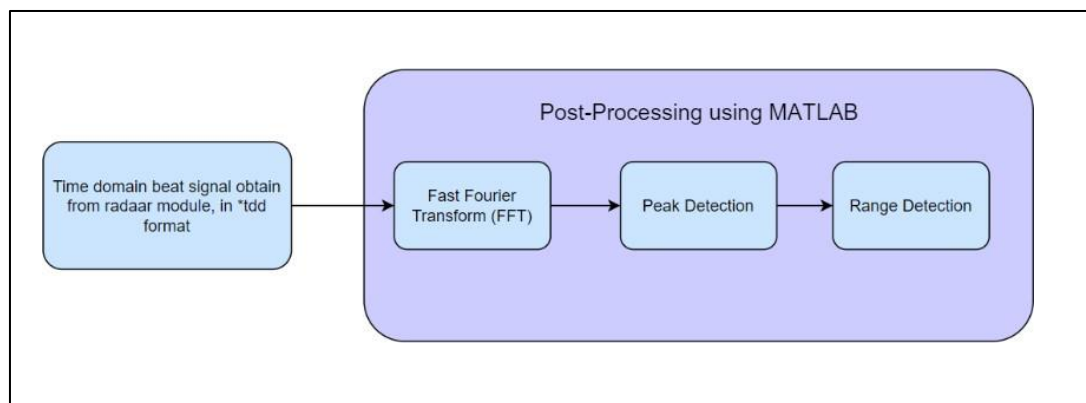 Post-Processing using MATLAB
Time domain beat signal obtain
from radaar module, in *tdd
format
Fast Fourier
Transform (FFT)
Peak Detection
Range Detection